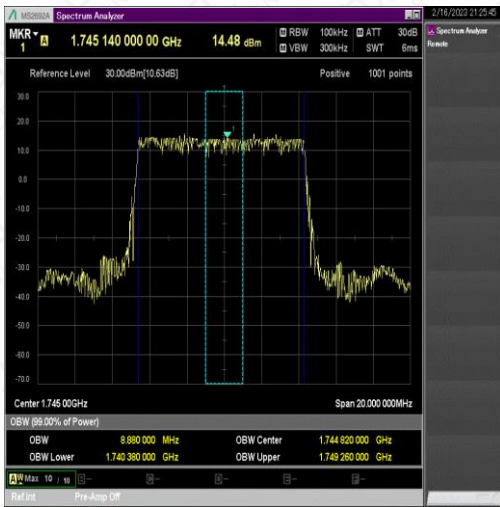 MS2692A Spectrum Analyzer
2/16/2023 21:25:45
MKR 1 A 1.745 140 000 00 GHz 14.48 dBm
RBW 100kHz ATT 30dB
VBW 300kHz SWT 6ms
Spectrum Analyzer
Remote
Reference Level 30.00dBm[10.63dB] Positive 1001 points
30.0
20.0
1
10.0
0.0
-10.0
-20.0
-30.0
-40.0
-50.0
-60.0
-70.0
Center 1.745 00GHz Span 20.000 000MHz
OBW (99.00% of Power)
OBW 8.880 000 MHz OBW Center 1.744 820 000 GHz
OBW Lower 1.740 380 000 GHz OBW Upper 1.749 260 000 GHz
A W Max 10 / 10
Ref.Int Pre-Amp Off